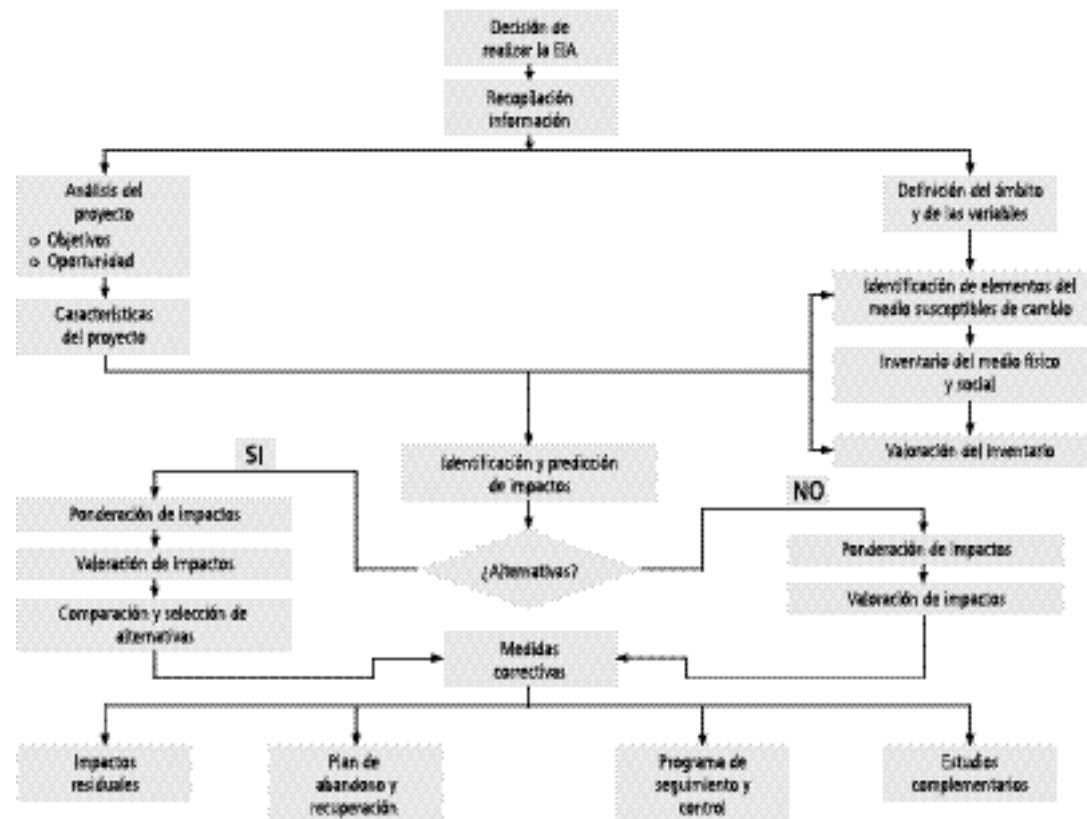 Decisión de
realizar la EIA
Recopilación
información
Análisis del
proyecto
o Objetivos
o Oportunidad
Definición del ámbito
y de las variables
Características
del proyecto
Identificación de elementos del
medio susceptibles de cambio
Inventario del medio físico
y social
Valoración del inventario
Identificación y predicción
de impactos
SI
NO
¿Alternativas?
Ponderación de impactos
Valoración de impactos
Comparación y selección de
alternativas
Ponderación de impactos
Valoración de impactos
Medidas
correctivas
Impactos
residuales
Plan de
abandono y
recuperación
Programa de
seguimiento y
control
Estudios
complementarios